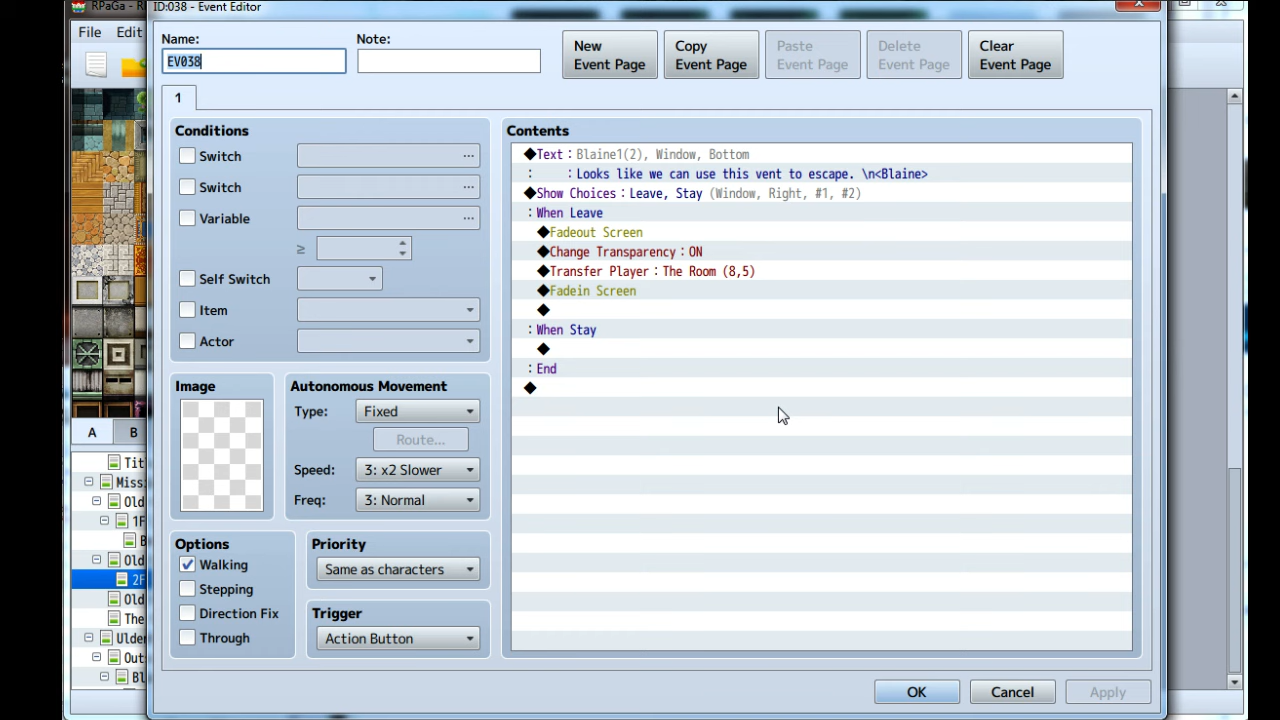 RPaGa - R
ID:038 - Event Editor
File Edit
Name:
Note:
EV038
New Event Page
Copy Event Page
Paste Event Page
Delete Event Page
Clear Event Page
1
Conditions
Switch ...
Switch ...
Variable ...
≥
Self Switch
Item
Actor
Image
Autonomous Movement
Type: Fixed
Route...
Speed: 3: x2 Slower
Freq: 3: Normal
Options
Walking
Stepping
Direction Fix
Through
Priority
Same as characters
Trigger
Action Button
Contents
◆Text：Blaine1(2), Window, Bottom
:     ：Looks like we can use this vent to escape. \n<Blaine>
◆Show Choices：Leave, Stay (Window, Right, #1, #2)
: When Leave
◆Fadeout Screen
◆Change Transparency：ON
◆Transfer Player：The Room (8,5)
◆Fadein Screen
◆
: When Stay
◆
: End
◆
A B
Tit
Missi
Old
1F
B
Old
2F
Old
The
Ulder
Out
Bl
OK
Cancel
Apply